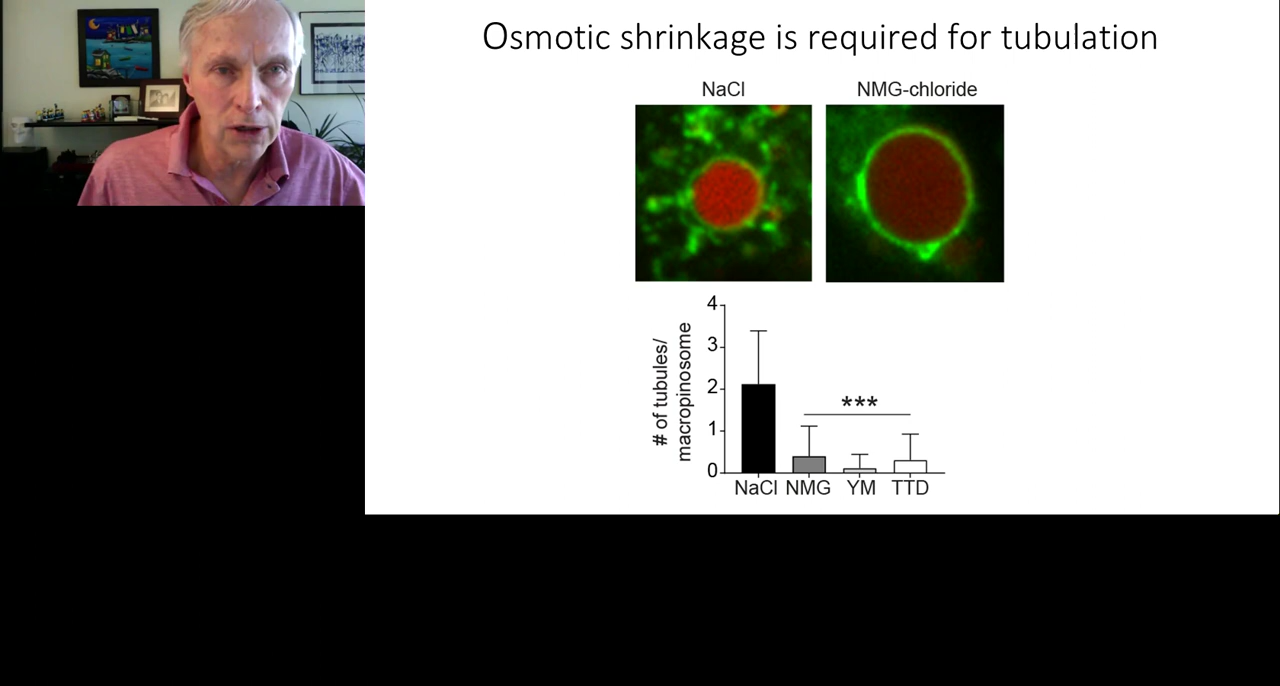 Osmotic shrinkage is required for tubulation
NaCl
NMG-chloride
# of tubules/
macropinosome
4
3
2
1
0
***
NaCl NMG YM TTD